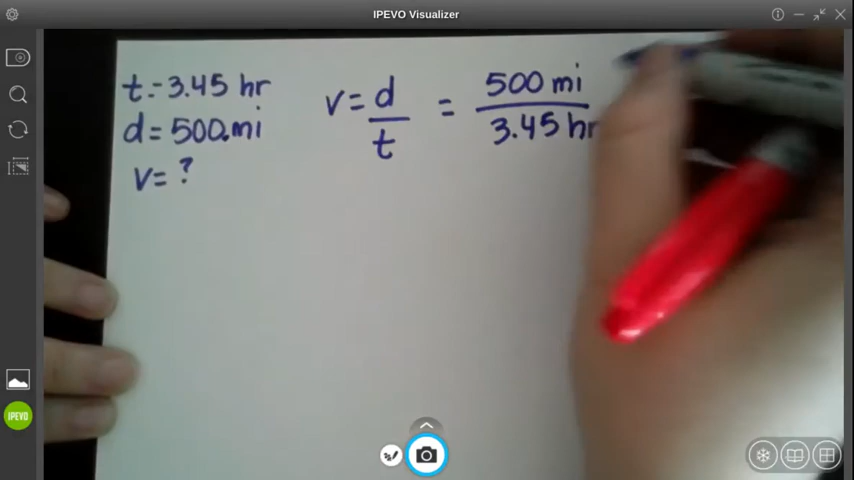 IPEVO Visualizer
t = 3.45 hr
d = 500. mi
v = ?
v = d/t = 500 mi/3.45 hr
IPEVO